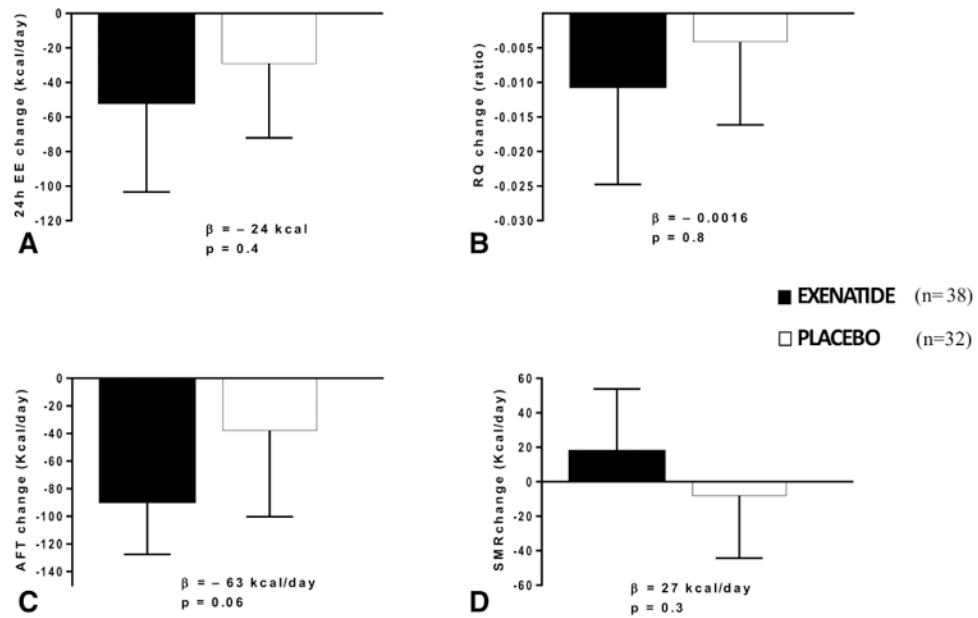 24h EE change (kcal/day)
0
-20
-40
-60
-80
-100
-120
β = – 24 kcal
p = 0.4
A
RQ change (ratio)
-0.005
-0.010
-0.015
-0.020
-0.025
-0.030
β = – 0.0016
p = 0.8
B
EXENATIDE (n=38)
PLACEBO (n=32)
AFT change (Kcal/day)
0
-20
-40
-60
-80
-100
-120
-140
β = – 63 kcal/day
p = 0.06
C
SMRchange (Kcal/day)
60
40
20
0
-20
-40
-60
β = 27 kcal/day
p = 0.3
D